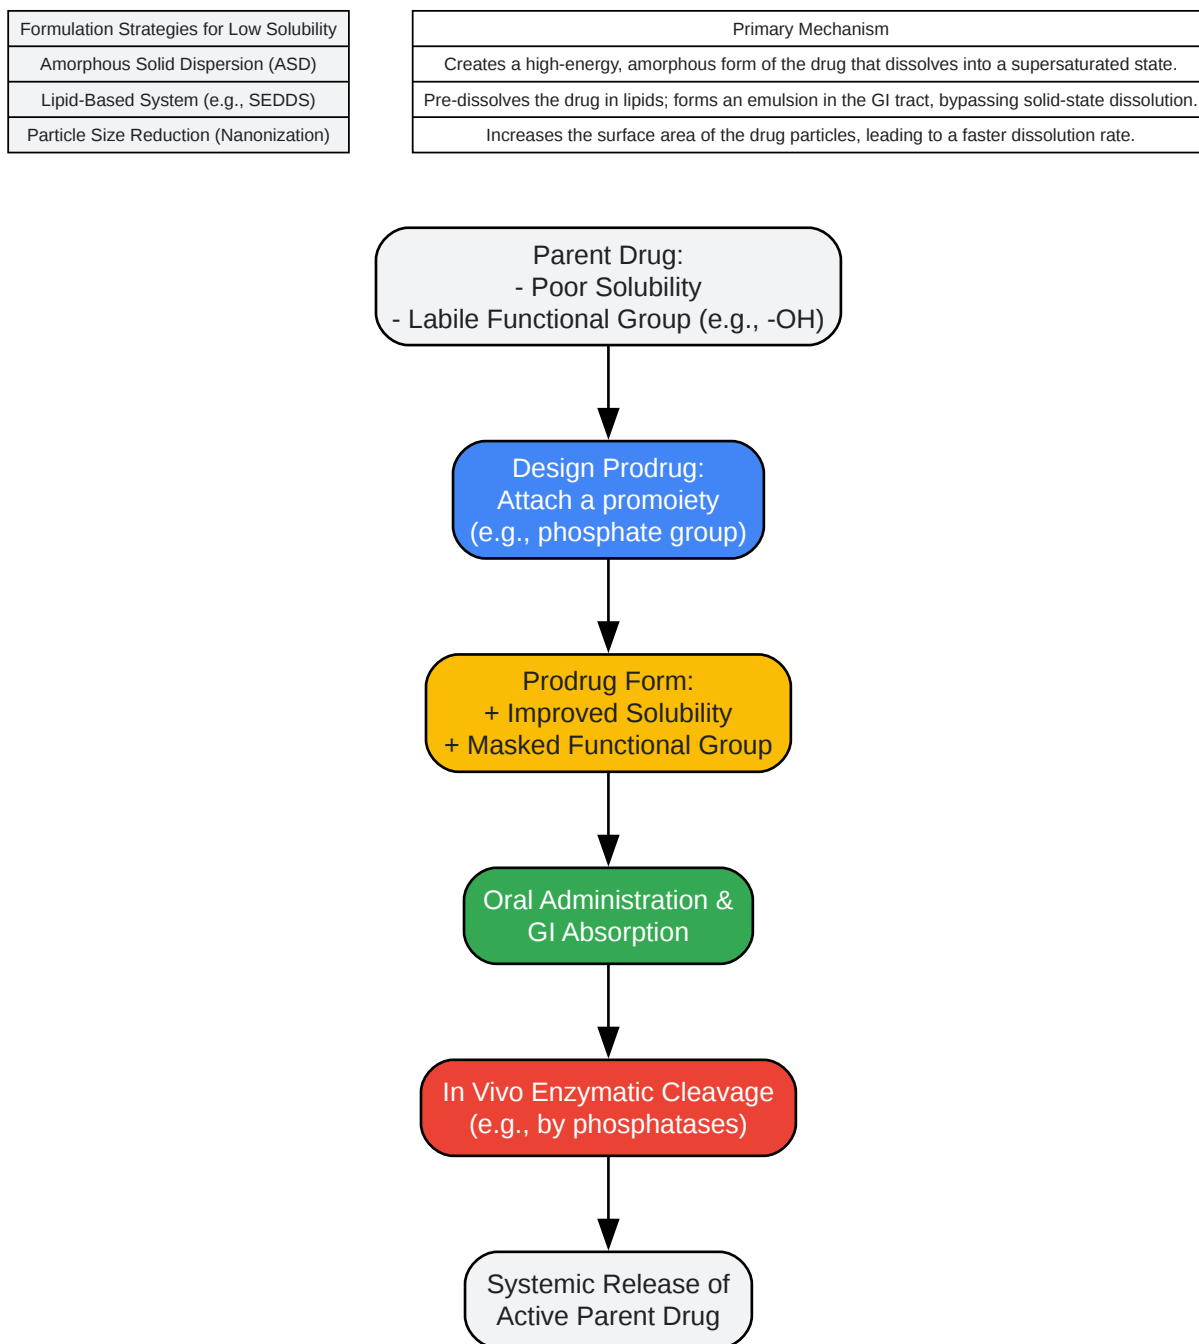 Formulation Strategies for Low Solubility
Primary Mechanism
Amorphous Solid Dispersion (ASD)
Creates a high-energy, amorphous form of the drug that dissolves into a supersaturated state.
Lipid-Based System (e.g., SEDDS)
Pre-dissolves the drug in lipids; forms an emulsion in the GI tract, bypassing solid-state dissolution.
Particle Size Reduction (Nanonization)
Increases the surface area of the drug particles, leading to a faster dissolution rate.
Parent Drug:
- Poor Solubility
- Labile Functional Group (e.g., -OH)
Design Prodrug:
Attach a promoiety
(e.g., phosphate group)
Prodrug Form:
+ Improved Solubility
+ Masked Functional Group
Oral Administration &
GI Absorption
In Vivo Enzymatic Cleavage
(e.g., by phosphatases)
Systemic Release of
Active Parent Drug